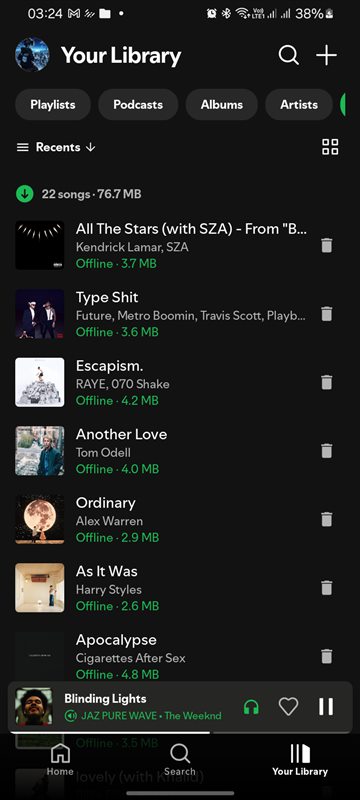 03:24
Vo))
LTE1
38%
Your Library
Playlists
Podcasts
Albums
Artists
Recents
22 songs · 76.7 MB
All The Stars (with SZA) - From "B...
Kendrick Lamar, SZA
Offline · 3.7 MB
Type Shit
Future, Metro Boomin, Travis Scott, Playb...
Offline · 3.6 MB
Escapism.
RAYE, 070 Shake
Offline · 4.2 MB
Another Love
Tom Odell
Offline · 4.0 MB
Ordinary
Alex Warren
Offline · 2.9 MB
As It Was
Harry Styles
Offline · 2.6 MB
Apocalypse
Cigarettes After Sex
Offline · 4.8 MB
Blinding Lights
JAZ PURE WAVE • The Weeknd
Offline · 3.5 MB
lovely (with Khalid)
Home
Search
Your Library